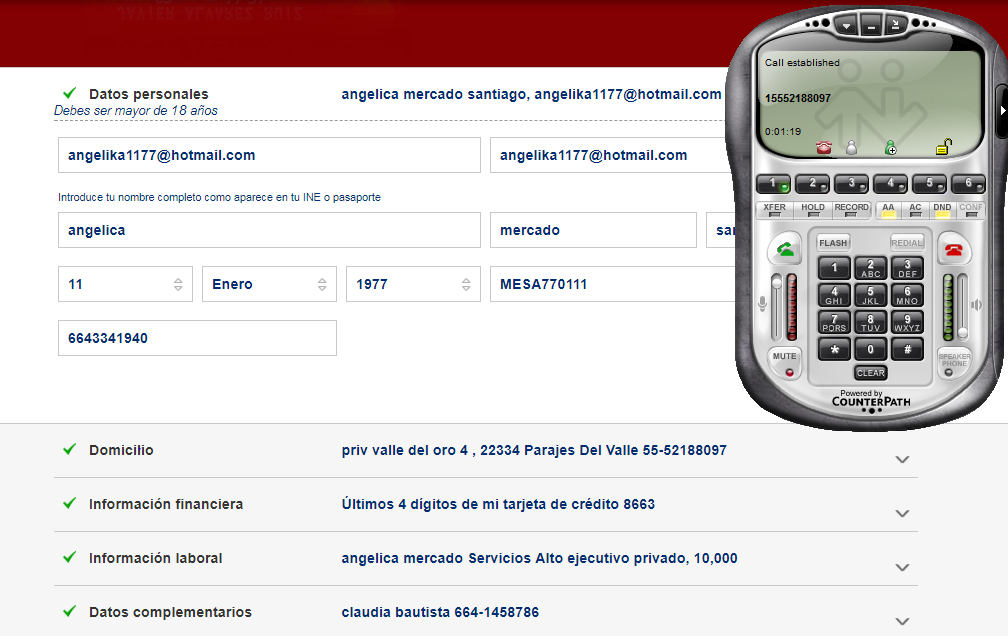 JAVIER ALVAREZ RUIZ
Datos personales
angelica mercado santiago, angelika1177@hotmail.com
Debes ser mayor de 18 años
angelika1177@hotmail.com
angelika1177@hotmail.com
Introduce tu nombre completo como aparece en tu INE o pasaporte
angelica
mercado
11
Enero
1977
MESA770111
6643341940
Domicilio
priv valle del oro 4 , 22334 Parajes Del Valle 55-52188097
Información financiera
Últimos 4 dígitos de mi tarjeta de crédito 8663
Información laboral
angelica mercado Servicios Alto ejecutivo privado, 10,000
Datos complementarios
claudia bautista 664-1458786
Call established
15552188097
0:01:19
1 2 3 4 5 6
XFER HOLD RECORD AA AC DND CONF
FLASH REDIAL
1 2 ABC 3 DEF
4 GHI 5 JKL 6 MNO
7 PQRS 8 TUV 9 WXYZ
* 0 #
MUTE
SPEAKER PHONE
CLEAR
Powered by
COUNTERPATH